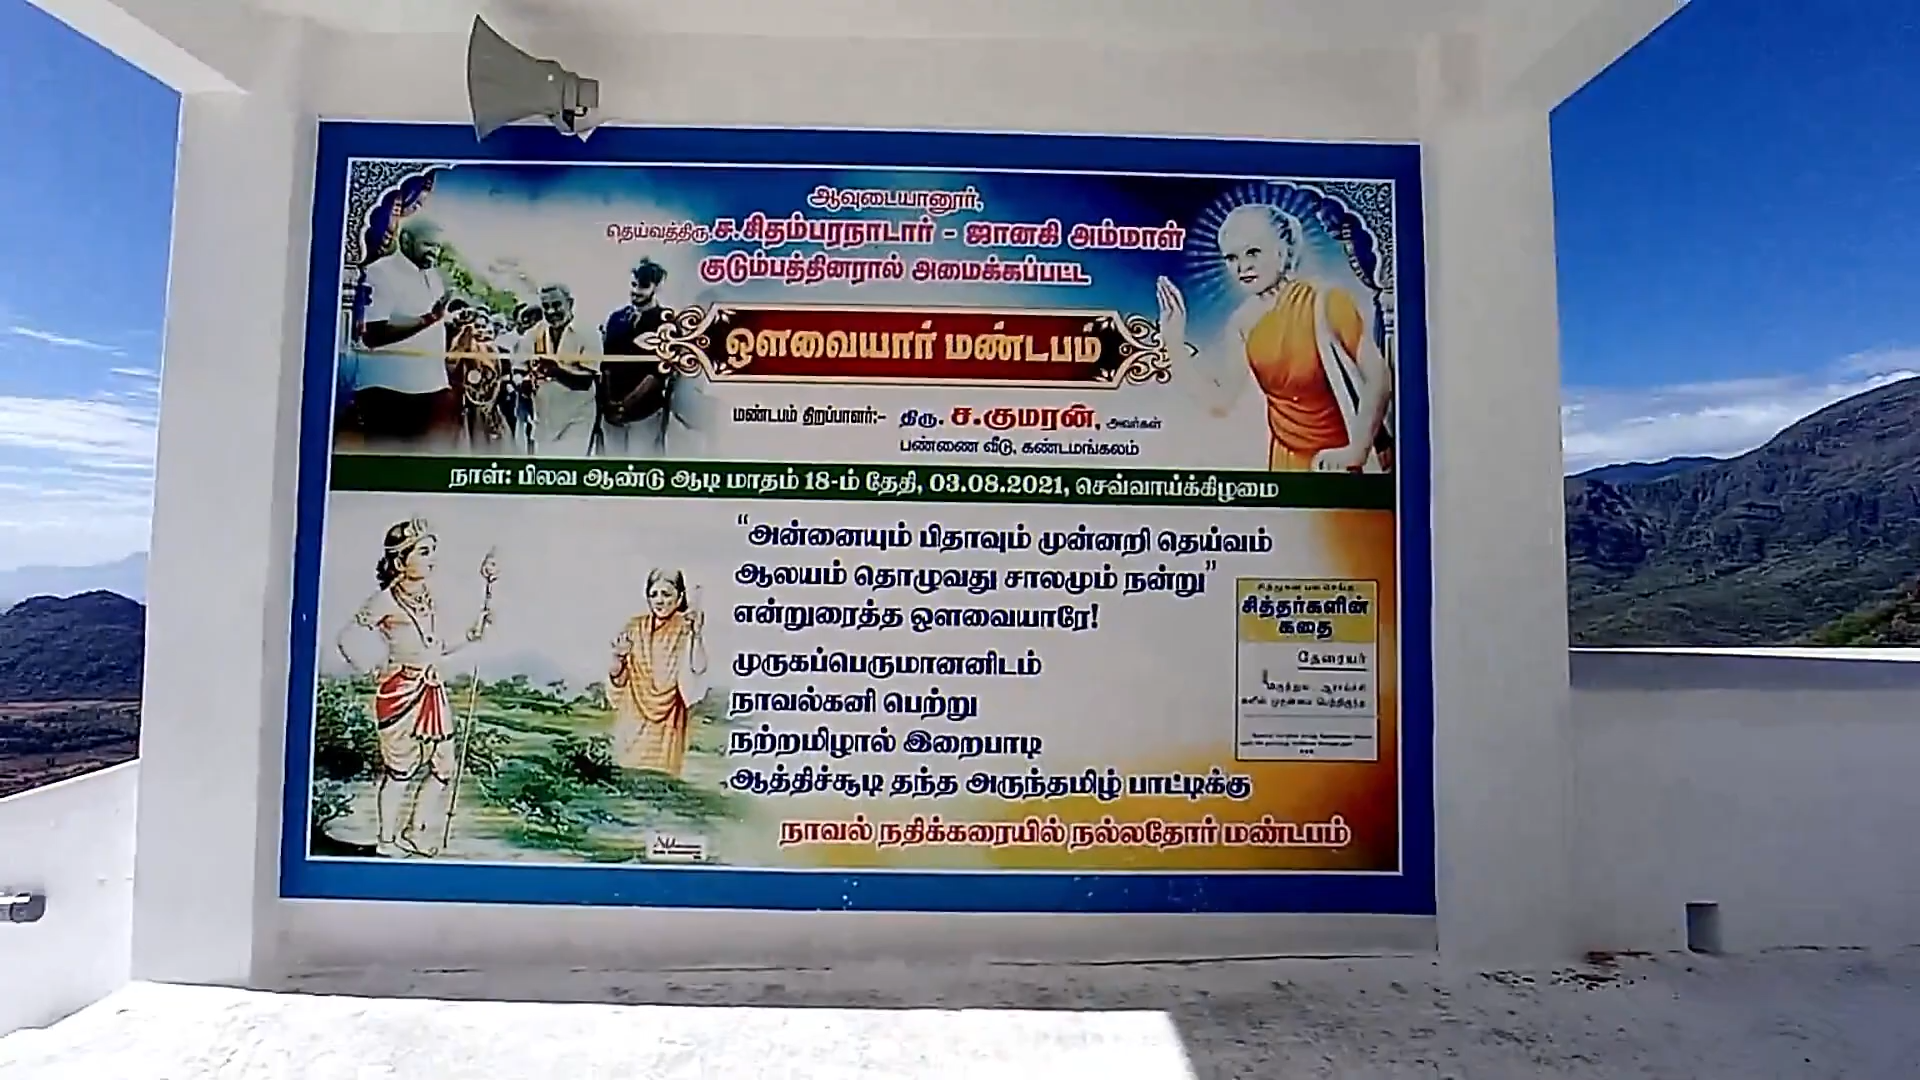 ஆவுடையானூர்,
தெய்வத்திரு.ச.சிதம்பரநாடார் - ஜானகி அம்மாள்
குடும்பத்தினரால் அமைக்கப்பட்ட
ஔவையார் மண்டபம்
மண்டபம் திறப்பாளர்:- திரு. ச.குமரன், அவர்கள்
பண்ணை வீடு, கண்டமங்கலம்
நாள்: பிலவ ஆண்டு ஆடி மாதம் 18-ம் தேதி, 03.08.2021, செவ்வாய்க்கிழமை
“அன்னையும் பிதாவும் முன்னறி தெய்வம்
ஆலயம் தொழுவது சாலமும் நன்று”
என்றுரைத்த ஔவையாரே!
முருகப்பெருமானனிடம்
நாவல்கனி பெற்று
நற்றமிழால் இறைபாடி
ஆத்திச்சூடி தந்த அருந்தமிழ் பாட்டிக்கு
நாவல் நதிக்கரையில் நல்லதோர் மண்டபம்
சித்தர்களின்
கதை
தேரையர்